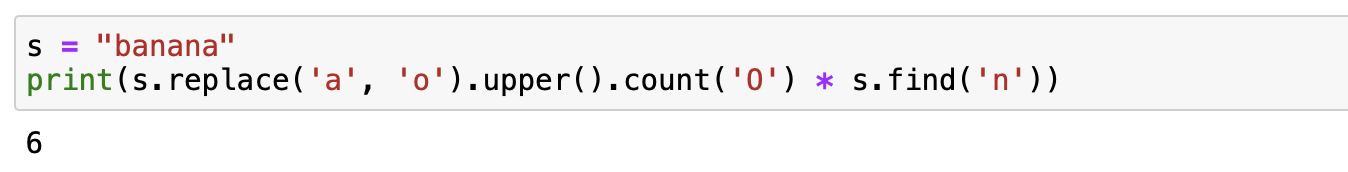 s = "banana"
print(s.replace('a', 'o').upper().count('O') * s.find('n'))
6